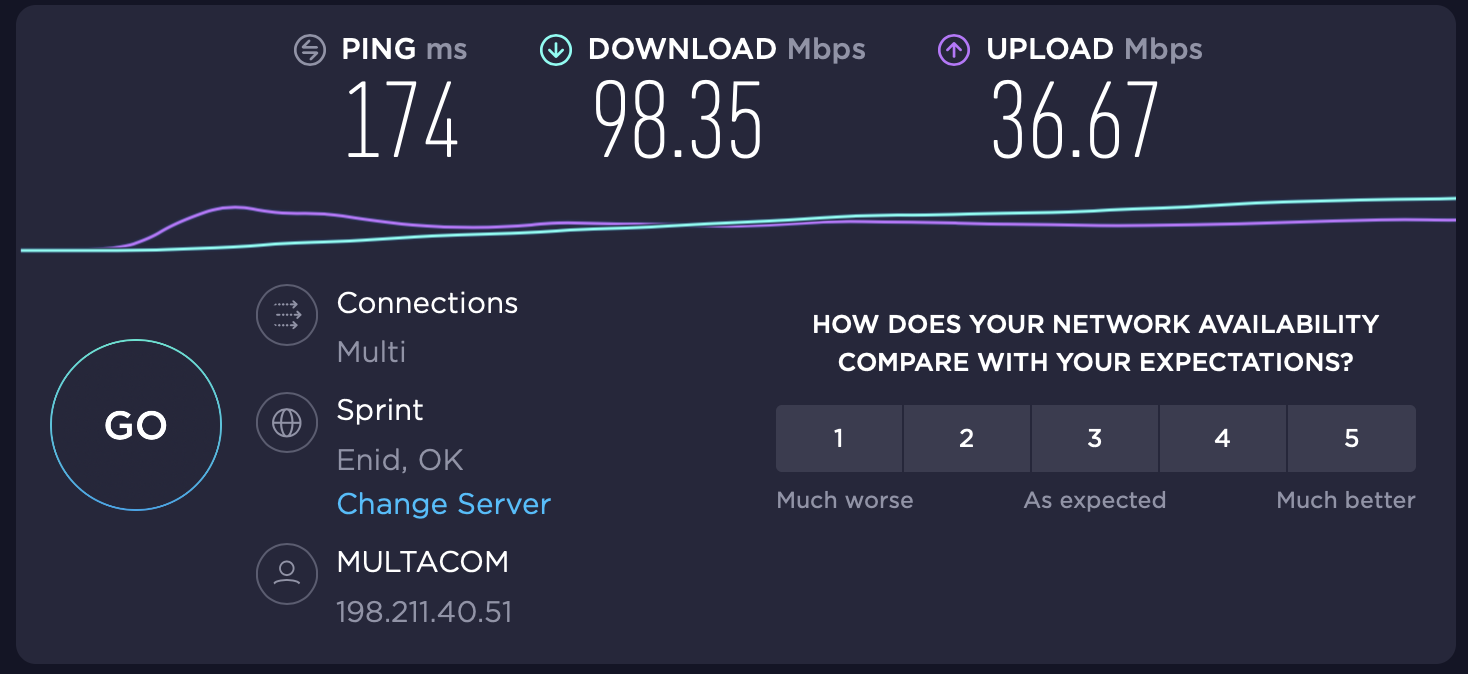 PING ms
174
DOWNLOAD Mbps
98.35
UPLOAD Mbps
36.67
GO
Connections
Multi
Sprint
Enid, OK
Change Server
MULTACOM
198.211.40.51
HOW DOES YOUR NETWORK AVAILABILITY
COMPARE WITH YOUR EXPECTATIONS?
1 2 3 4 5
Much worse As expected Much better